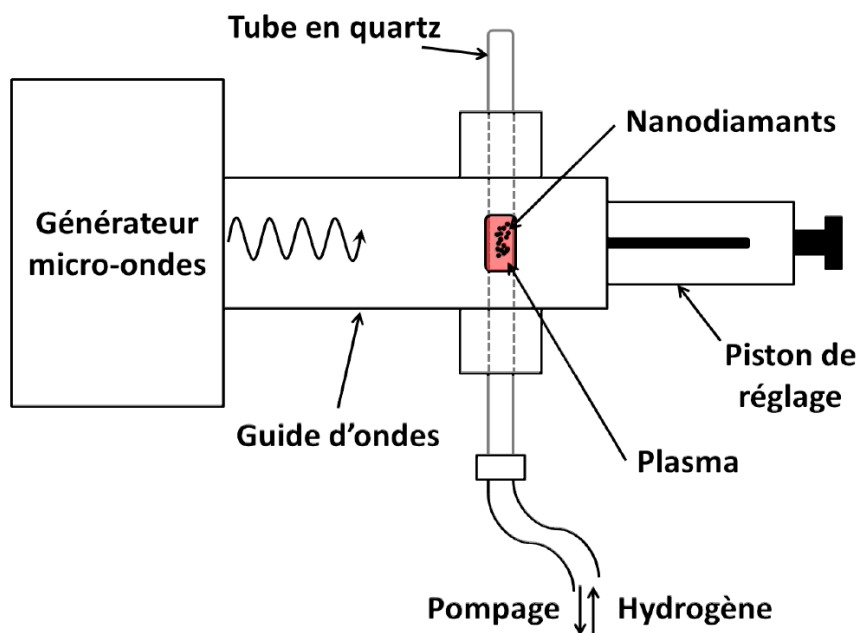 Tube en quartz
Nanodiamants
Générateur
micro-ondes
Piston de
réglage
Guide d'ondes
Plasma
Pompage
Hydrogène